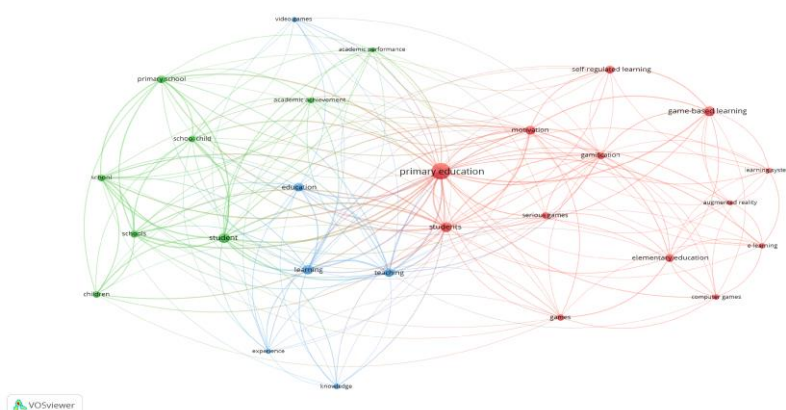 video games
academic performance
self-regulated learning
primary school
academic achievement
game-based learning
motivation
school child
gamification
primary education
learning syste
school
education
augmented reality
serious games
students
schools
student
e-learning
elementary education
learning
teaching
children
computer games
games
experience
knowledge
VOSviewer